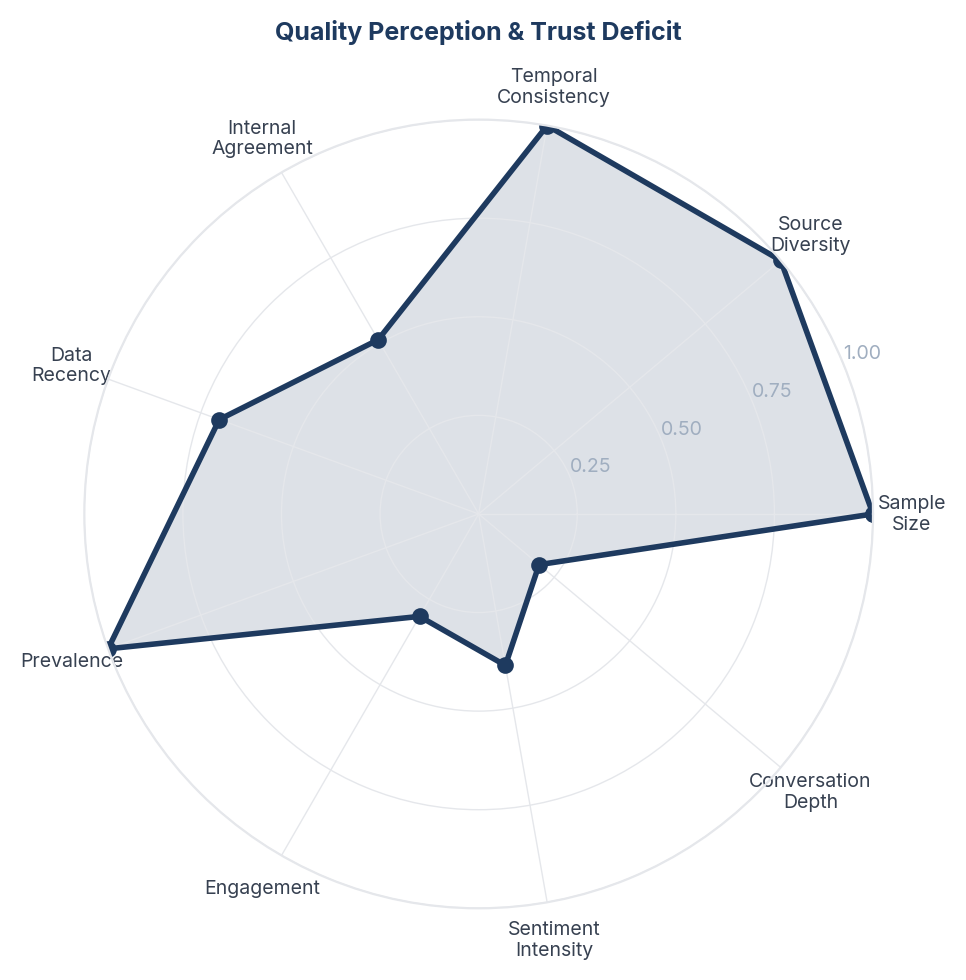 Quality Perception & Trust Deficit
Temporal
Consistency
Internal
Agreement
Source
Diversity
Data
Recency
1.00
0.75
0.50
0.25
Sample
Size
Prevalence
Conversation
Depth
Engagement
Sentiment
Intensity